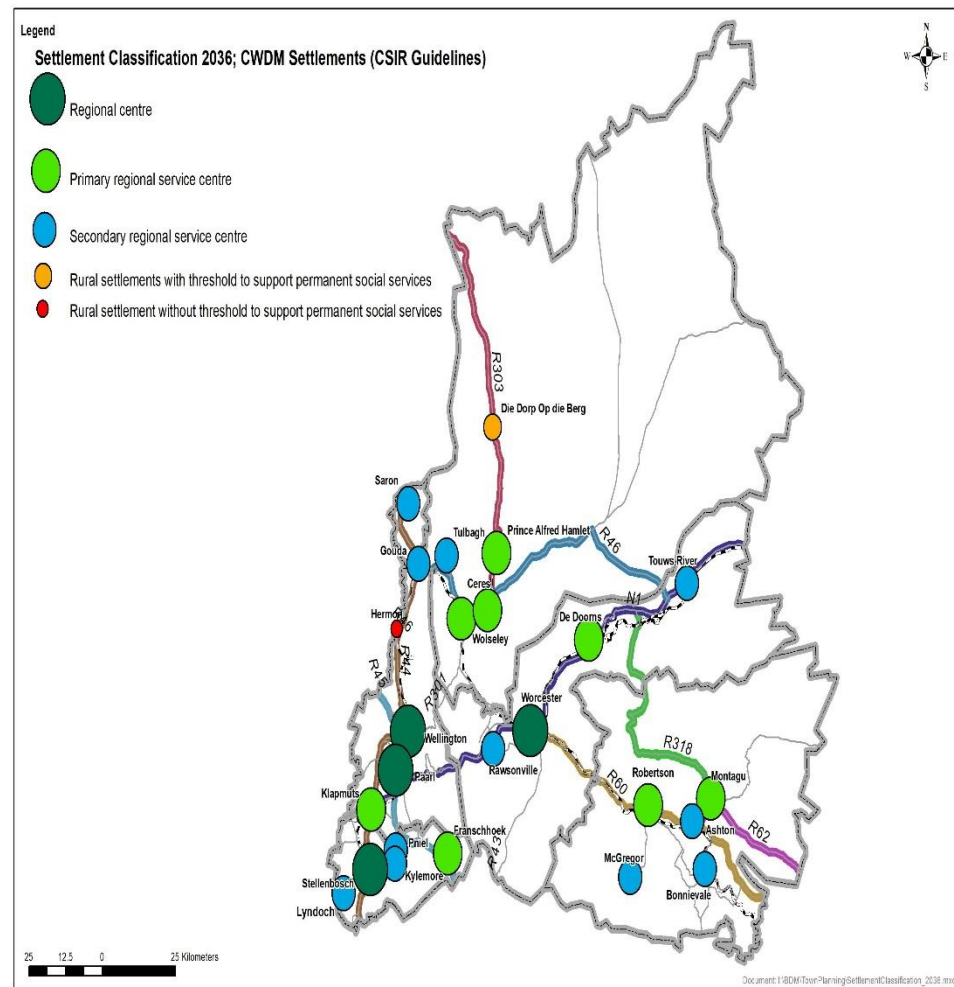 Legend
Settlement Classification 2036; CWDM Settlements (CSIR Guidelines)
Regional centre
Primary regional service centre
Secondary regional service centre
Rural settlements with threshold to support permanent social services
Rural settlement without threshold to support permanent social services
N
W
E
S
R303
Die Dorp Op die Berg
Saron
Tulbagh
Prince Alfred Hamlet
R46
Gouda
Touws River
Ceres
N1
De Doorns
Hermon
Wolseley
R44
R45
R301
Worcester
Wellington
R318
Rawsonville
Paarl
Robertson
Montagu
Klapmuts
R60
R62
Franschhoek
Ashton
Pniel
R43
McGregor
Kylemore
Stellenbosch
Bonnievale
Lyndoch
25 12.5 0 25 Kilometers